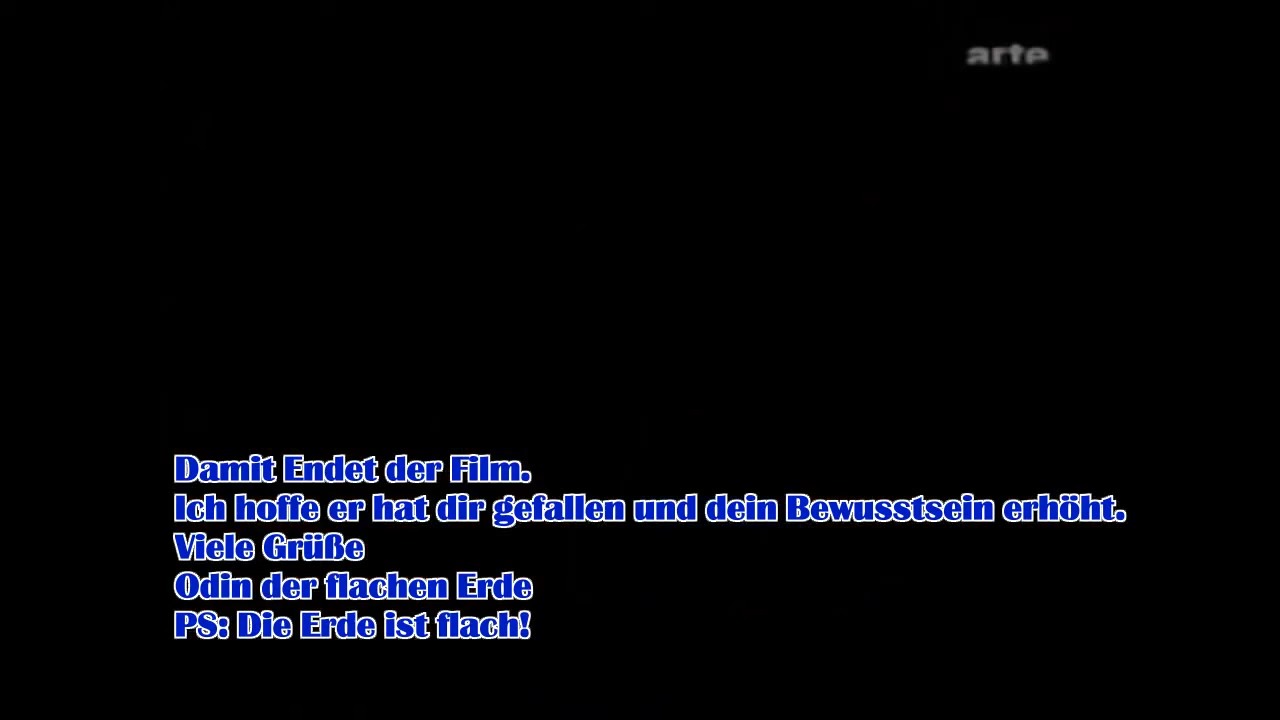 arte
Damit Endet der Film.
Ich hoffe er hat dir gefallen und dein Bewusstsein erhöht.
Viele Grüße
Odin der flachen Erde
PS: Die Erde ist flach!